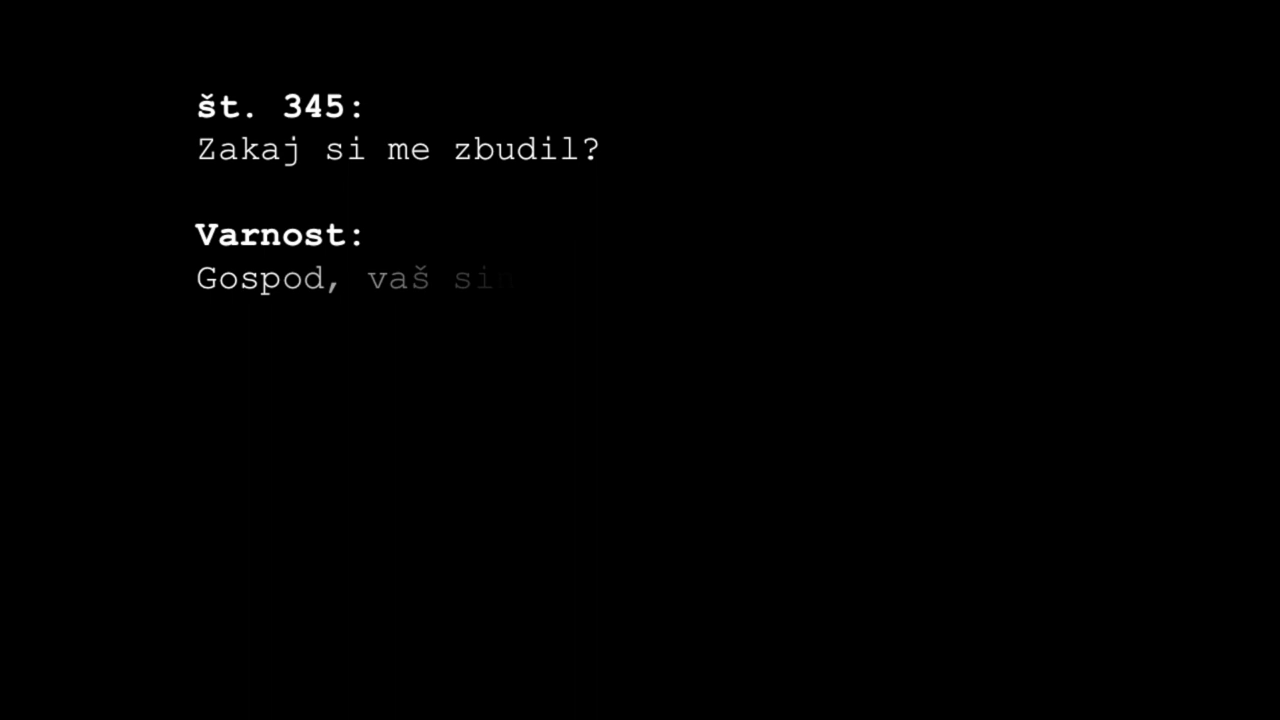 št. 345:
Zakaj si me zbudil?
Varnost:
Gospod, vaš sin